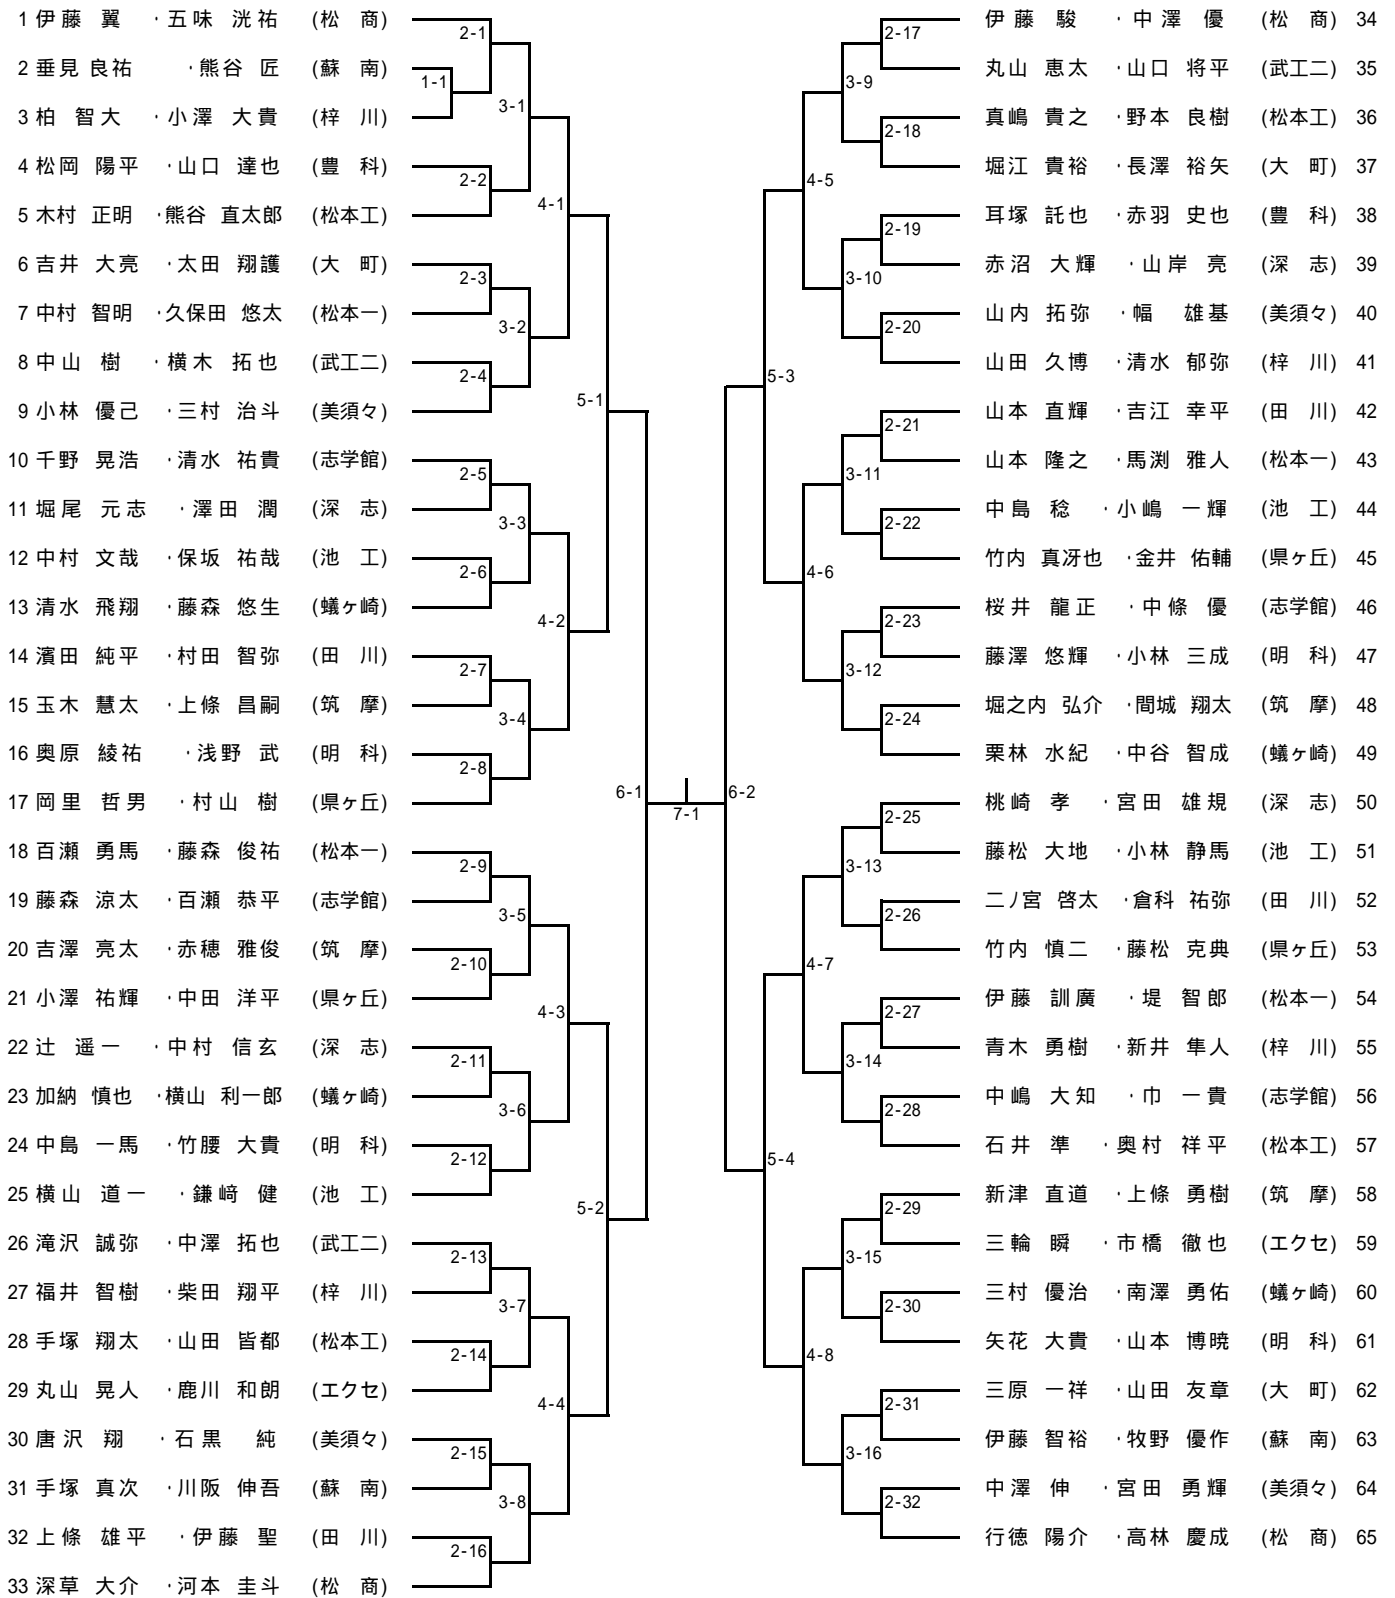 1 伊藤 翼 ・五味 洸祐 (松 商)
2 垂見 良祐 ・熊谷 匠 (蘇 南)
3 柏 智大 ・小澤 大貴 (梓 川)
4 松岡 陽平 ・山口 達也 (豊 科)
5 木村 正明 ・熊谷 直太郎 (松本工)
6 吉井 大亮 ・太田 翔護 (大 町)
7 中村 智明 ・久保田 悠太 (松本一)
8 中山 樹 ・横木 拓也 (武工二)
9 小林 優己 ・三村 治斗 (美須々)
10 千野 晃浩 ・清水 祐貴 (志学館)
11 堀尾 元志 ・澤田 潤 (深 志)
12 中村 文哉 ・保坂 祐哉 (池 工)
13 清水 飛翔 ・藤森 悠生 (蟻ヶ崎)
14 濱田 純平 ・村田 智弥 (田 川)
15 玉木 慧太 ・上條 昌嗣 (筑 摩)
16 奥原 綾祐 ・浅野 武 (明 科)
17 岡里 哲男 ・村山 樹 (県ヶ丘)
18 百瀬 勇馬 ・藤森 俊祐 (松本一)
19 藤森 涼太 ・百瀬 恭平 (志学館)
20 吉澤 亮太 ・赤穂 雅俊 (筑 摩)
21 小澤 祐輝 ・中田 洋平 (県ヶ丘)
22 辻 遥一 ・中村 信玄 (深 志)
23 加納 慎也 ・横山 利一郎 (蟻ヶ崎)
24 中島 一馬 ・竹腰 大貴 (明 科)
25 横山 道一 ・鎌﨑 健 (池 工)
26 滝沢 誠弥 ・中澤 拓也 (武工二)
27 福井 智樹 ・柴田 翔平 (梓 川)
28 手塚 翔太 ・山田 皆都 (松本工)
29 丸山 晃人 ・鹿川 和朗 (エクセ)
30 唐沢 翔 ・石黒 純 (美須々)
31 手塚 真次 ・川阪 伸吾 (蘇 南)
32 上條 雄平 ・伊藤 聖 (田 川)
33 深草 大介 ・河本 圭斗 (松 商)
1-1
2-1
2-2
2-3
2-4
2-5
2-6
2-7
2-8
2-9
2-10
2-11
2-12
2-13
2-14
2-15
2-16
3-1
3-2
3-3
3-4
3-5
3-6
3-7
3-8
4-1
4-2
4-3
4-4
5-1
5-2
6-1
7-1
6-2
5-3
5-4
4-5
4-6
4-7
4-8
3-9
3-10
3-11
3-12
3-13
3-14
3-15
3-16
2-17
2-18
2-19
2-20
2-21
2-22
2-23
2-24
2-25
2-26
2-27
2-28
2-29
2-30
2-31
2-32
伊藤 駿 ・中澤 優 (松 商) 34
丸山 恵太 ・山口 将平 (武工二) 35
真嶋 貴之 ・野本 良樹 (松本工) 36
堀江 貴裕 ・長澤 裕矢 (大 町) 37
耳塚 託也 ・赤羽 史也 (豊 科) 38
赤沼 大輝 ・山岸 亮 (深 志) 39
山内 拓弥 ・幅 雄基 (美須々) 40
山田 久博 ・清水 郁弥 (梓 川) 41
山本 直輝 ・吉江 幸平 (田 川) 42
山本 隆之 ・馬渕 雅人 (松本一) 43
中島 稔 ・小嶋 一輝 (池 工) 44
竹内 真冴也 ・金井 佑輔 (県ヶ丘) 45
桜井 龍正 ・中條 優 (志学館) 46
藤澤 悠輝 ・小林 三成 (明 科) 47
堀之内 弘介 ・間城 翔太 (筑 摩) 48
栗林 水紀 ・中谷 智成 (蟻ヶ崎) 49
桃崎 孝 ・宮田 雄規 (深 志) 50
藤松 大地 ・小林 静馬 (池 工) 51
二ノ宮 啓太 ・倉科 祐弥 (田 川) 52
竹内 慎二 ・藤松 克典 (県ヶ丘) 53
伊藤 訓廣 ・堤 智郎 (松本一) 54
青木 勇樹 ・新井 隼人 (梓 川) 55
中嶋 大知 ・巾 一貴 (志学館) 56
石井 準 ・奥村 祥平 (松本工) 57
新津 直道 ・上條 勇樹 (筑 摩) 58
三輪 瞬 ・市橋 徹也 (エクセ) 59
三村 優治 ・南澤 勇佑 (蟻ヶ崎) 60
矢花 大貴 ・山本 博暁 (明 科) 61
三原 一祥 ・山田 友章 (大 町) 62
伊藤 智裕 ・牧野 優作 (蘇 南) 63
中澤 伸 ・宮田 勇輝 (美須々) 64
行徳 陽介 ・高林 慶成 (松 商) 65